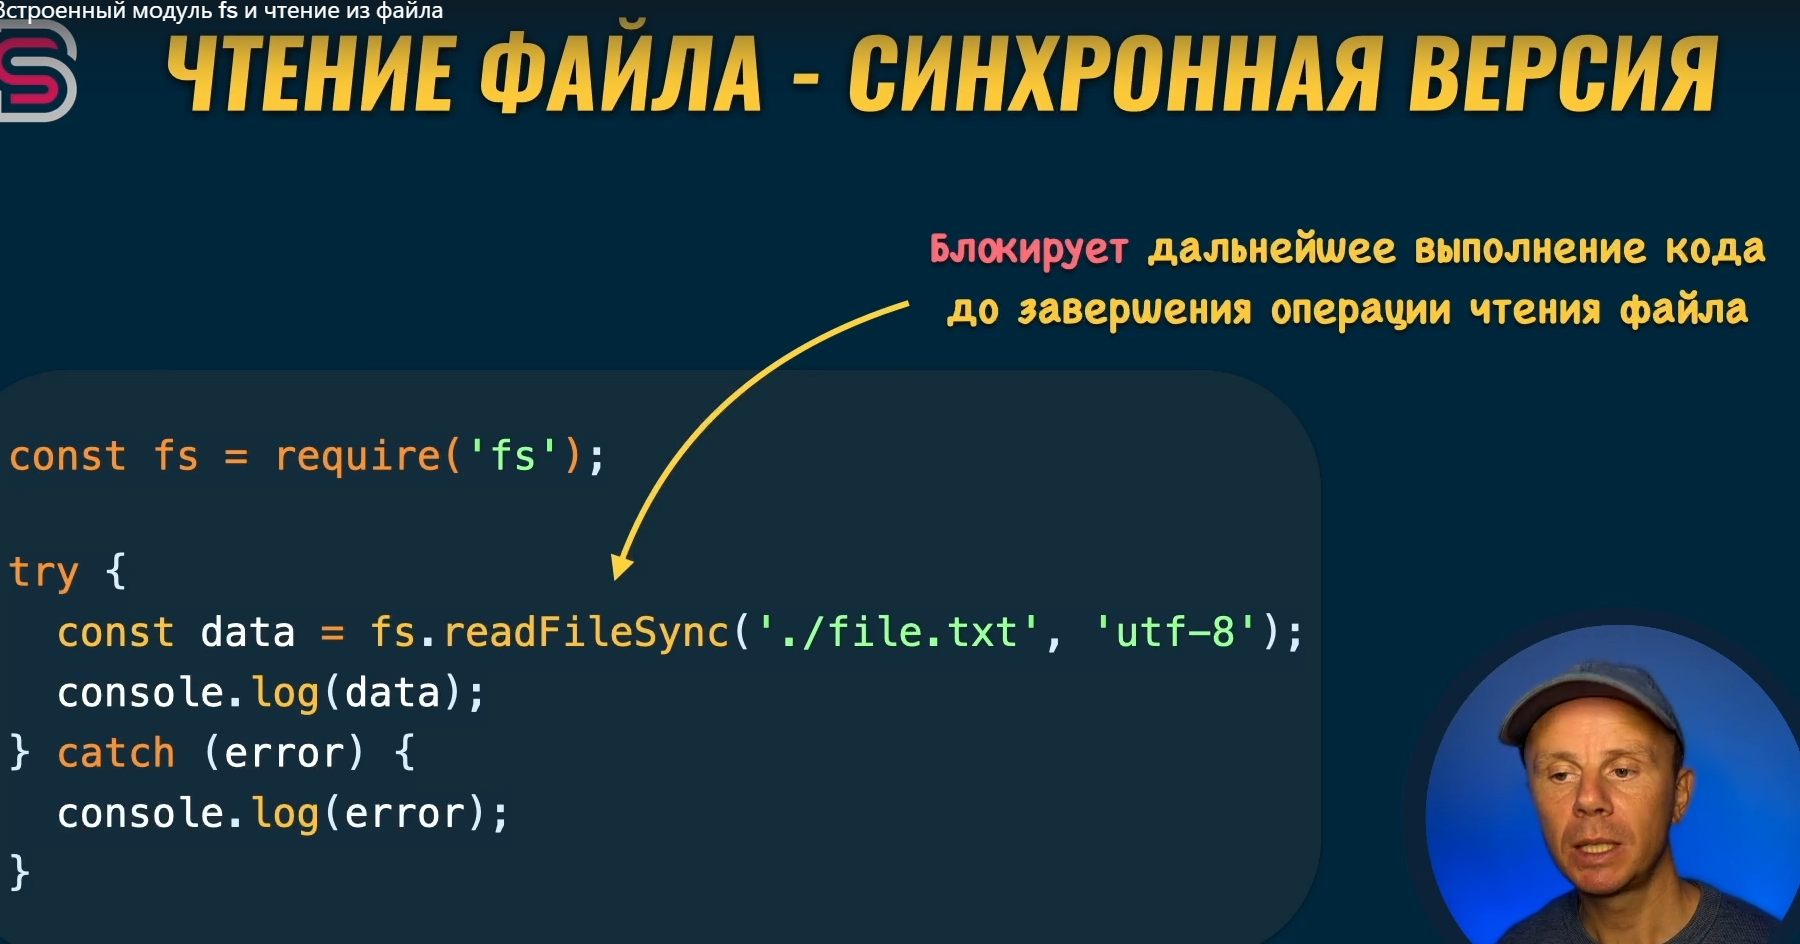 Встроенный модуль fs и чтение из файла
ЧТЕНИЕ ФАЙЛА - СИНХРОННАЯ ВЕРСИЯ
Блокирует дальнейшее выполнение кода
до завершения операции чтения файла
const fs = require('fs');
try {
const data = fs.readFileSync('./file.txt', 'utf-8');
console.log(data);
} catch (error) {
console.log(error);
}